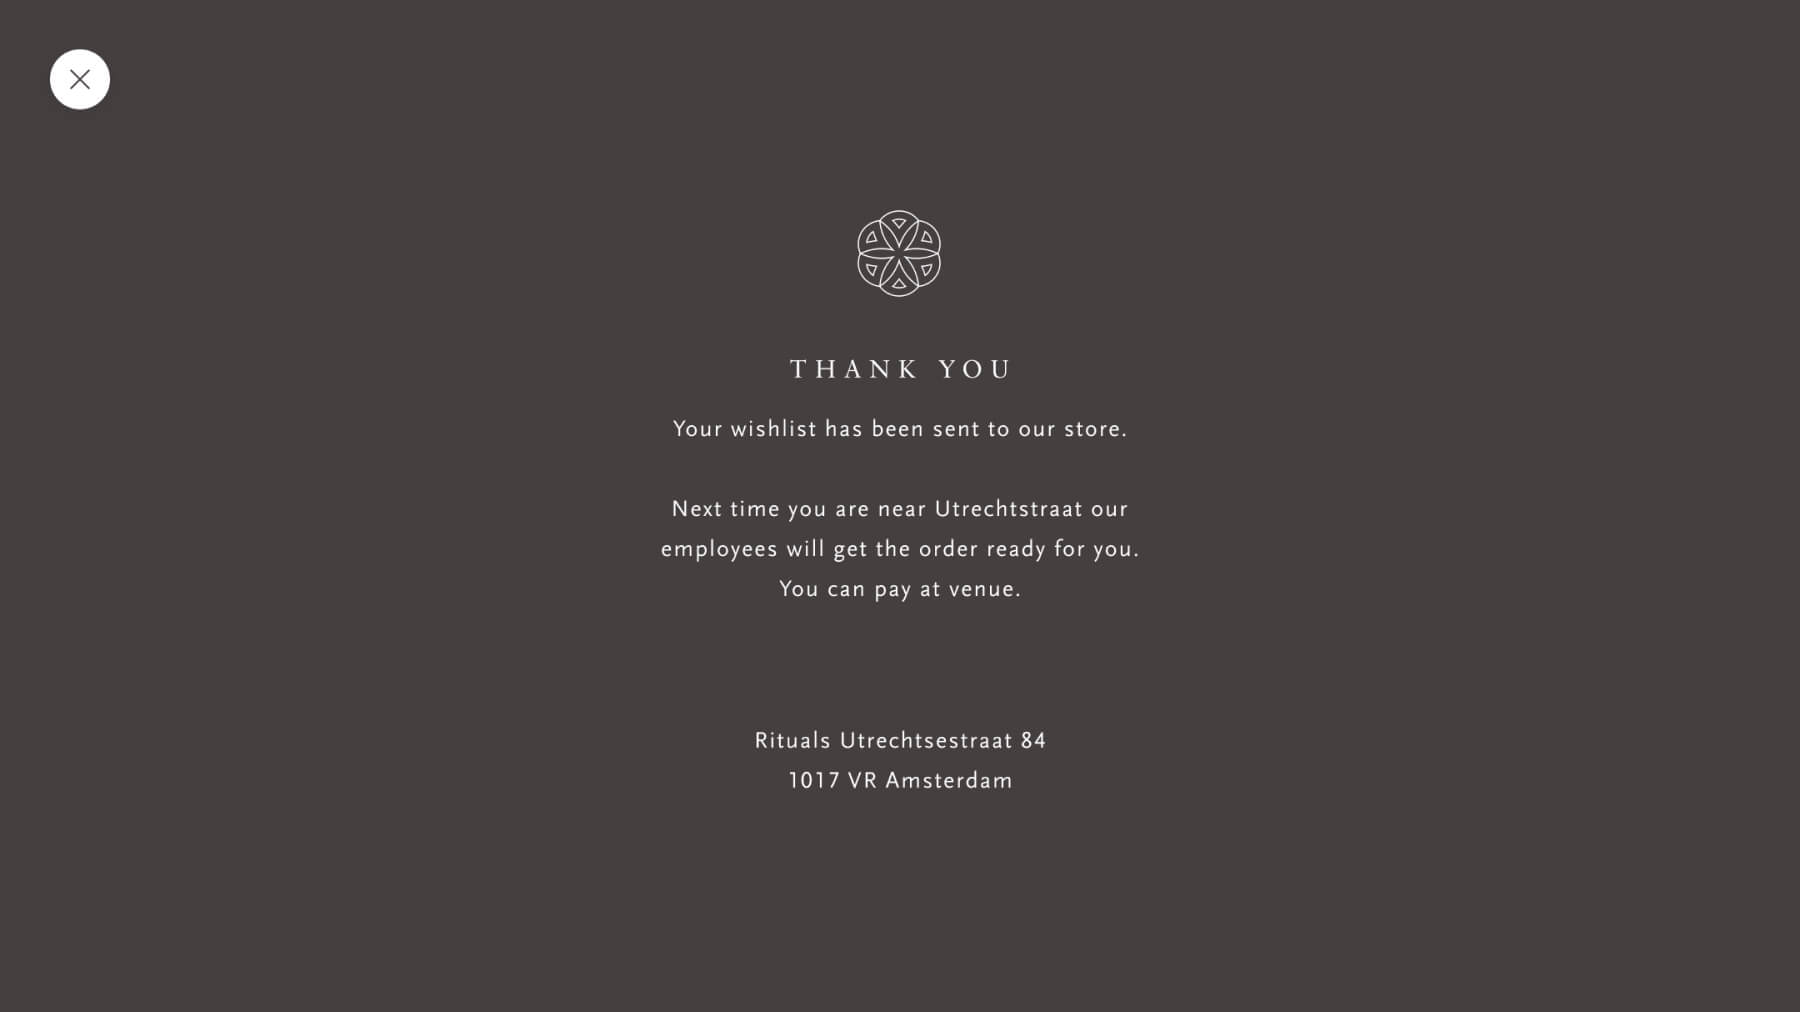 THANK YOU
Your wishlist has been sent to our store.
Next time you are near Utrechtstraat our
employees will get the order ready for you.
You can pay at venue.
Rituals Utrechtsestraat 84
1017 VR Amsterdam